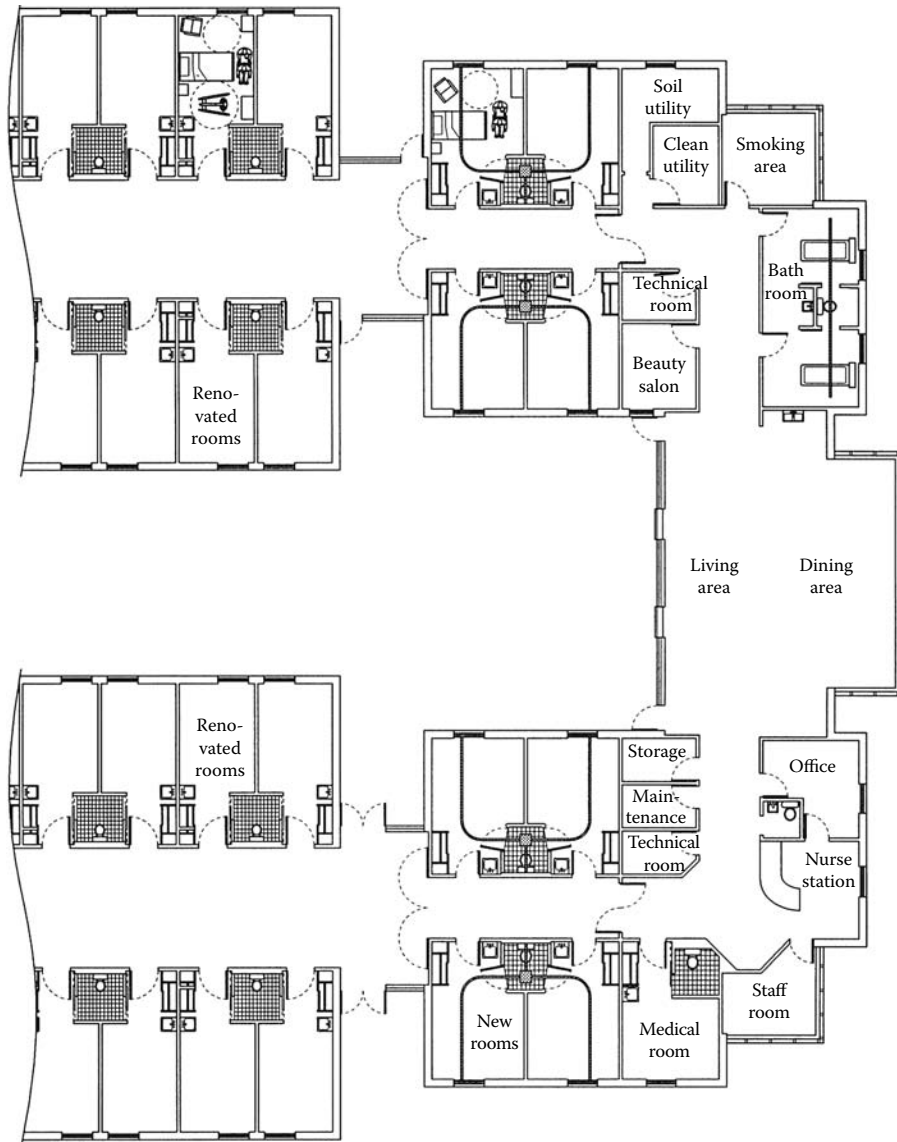 Soil
utility
Clean
utility
Smoking
area
Technical
room
Bath
room
Beauty
salon
Reno-
vated
rooms
Living
area
Dining
area
Reno-
vated
rooms
Storage
Office
Main-
tenance
Technical
room
Nurse
station
New
rooms
Medical
room
Staff
room